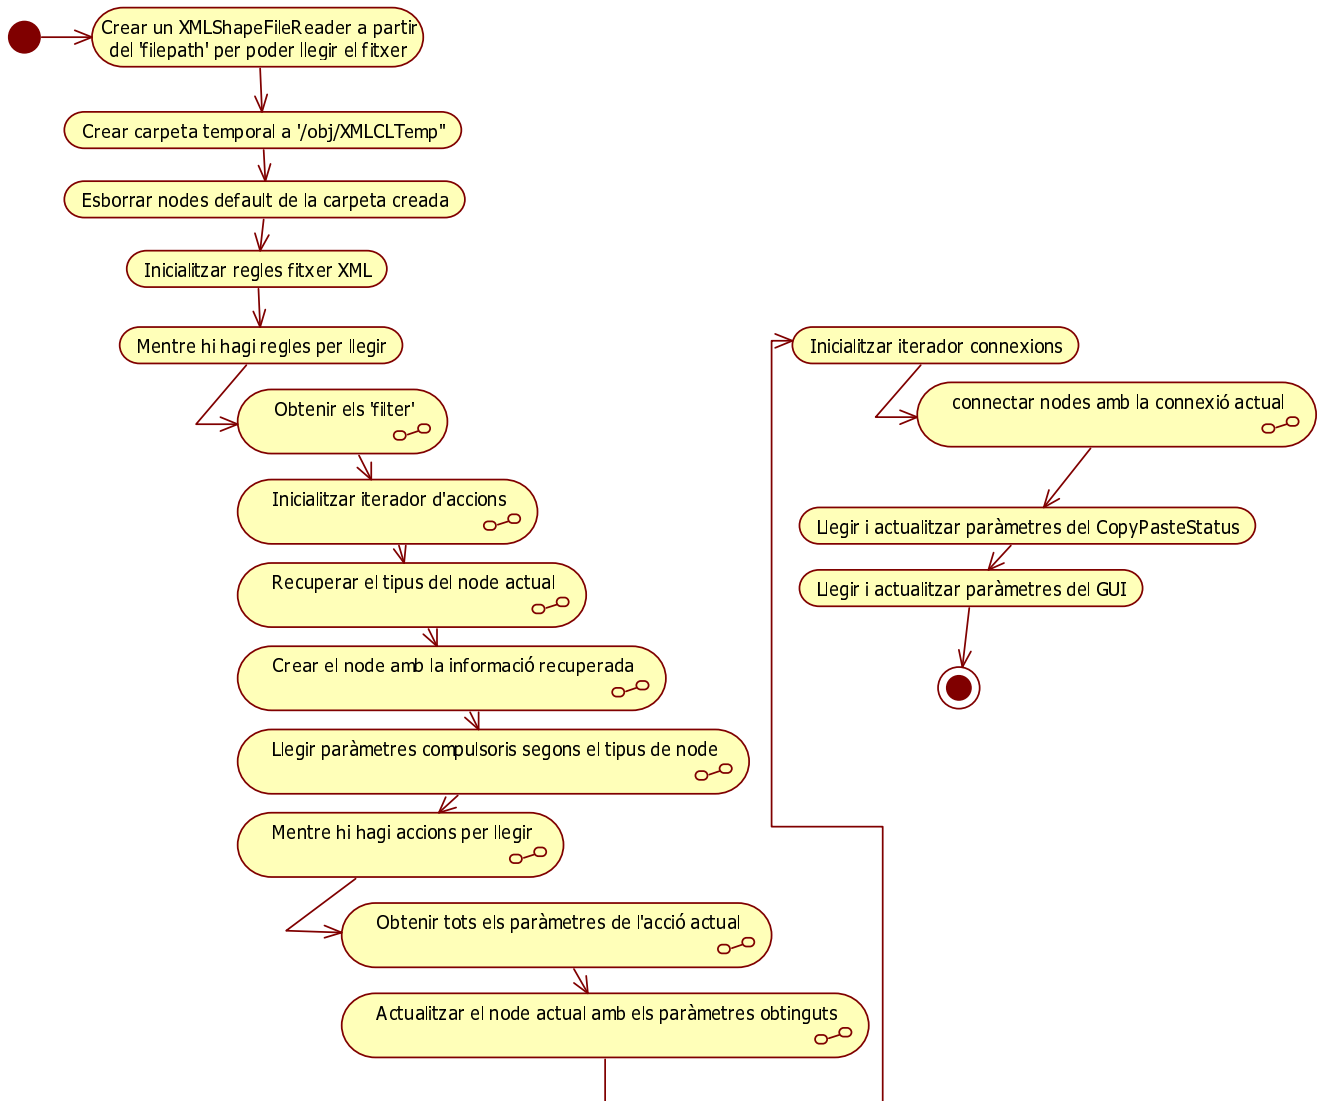 Crear un XMLShapeFileReader a partir
del 'filepath' per poder llegir el fitxer
Crear carpeta temporal a '/obj/XMLCLTemp"
Esborrar nodes default de la carpeta creada
Inicialitzar regles fitxer XML
Mentre hi hagi regles per llegir
Obtenir els 'filter'
Inicialitzar iterador d'accions
Recuperar el tipus del node actual
Crear el node amb la informació recuperada
Llegir paràmetres compulsoris segons el tipus de node
Mentre hi hagi accions per llegir
Obtenir tots els paràmetres de l'acció actual
Actualitzar el node actual amb els paràmetres obtinguts
Inicialitzar iterador connexions
connectar nodes amb la connexió actual
Llegir i actualitzar paràmetres del CopyPasteStatus
Llegir i actualitzar paràmetres del GUI